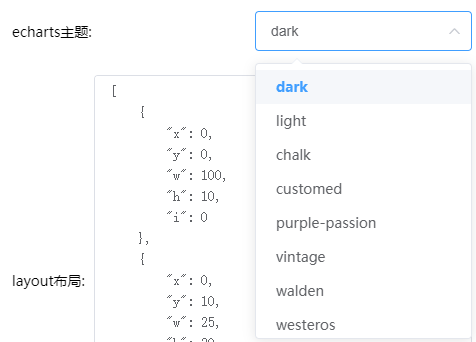 echarts主题:
dark
dark
light
chalk
customed
purple-passion
vintage
walden
westeros
layout布局:
[
{
"x": 0,
"y": 0,
"w": 100,
"h": 10,
"i": 0
},
{
"x": 0,
"y": 10,
"w": 25,